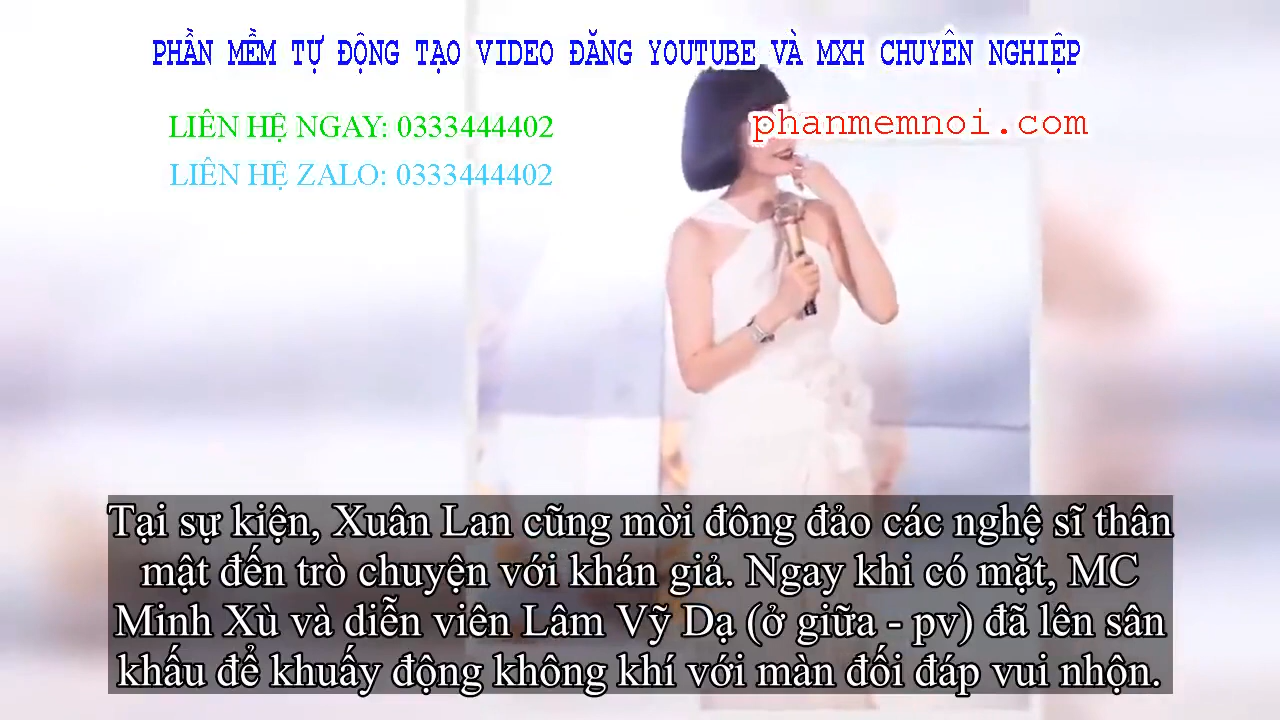 PHẦN MỀM TỰ ĐỘNG TẠO VIDEO ĐĂNG YOUTUBE VÀ MXH CHUYÊN NGHIỆP
LIÊN HỆ NGAY: 0333444402
phanmemnoi.com
LIÊN HỆ ZALO: 0333444402
Tại sự kiện, Xuân Lan cũng mời đông đảo các nghệ sĩ thân
mật đến trò chuyện với khán giả. Ngay khi có mặt, MC
Minh Xù và diễn viên Lâm Vỹ Dạ (ở giữa - pv) đã lên sân
khấu để khuấy động không khí với màn đối đáp vui nhộn.